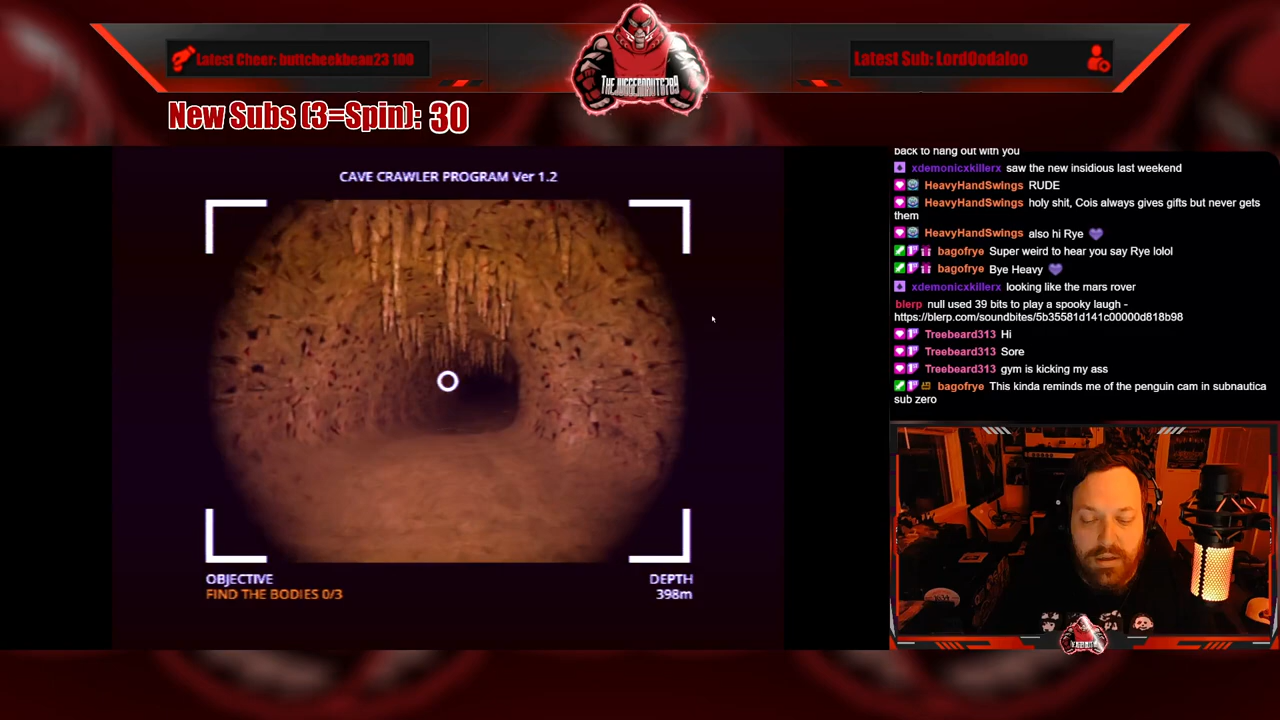 Latest Cheer: buttcheekbean23 100
THEJUGGERNAUT6789
Latest Sub: LordOodaloo
New Subs (3=Spin): 30
CAVE CRAWLER PROGRAM Ver 1.2
OBJECTIVE
FIND THE BODIES 0/3
DEPTH
398m
back to hang out with you
xdemonicxkillerx saw the new insidious last weekend
HeavyHandSwings RUDE
HeavyHandSwings holy shit, Cois always gives gifts but never gets
them
HeavyHandSwings also hi Rye
bagofrye Super weird to hear you say Rye lolol
bagofrye Bye Heavy
xdemonicxkillerx looking like the mars rover
blerp null used 39 bits to play a spooky laugh -
https://blerp.com/soundbites/5b35581d141c00000d818b98
Treebeard313 Hi
Treebeard313 Sore
Treebeard313 gym is kicking my ass
bagofrye This kinda reminds me of the penguin cam in subnautica
sub zero